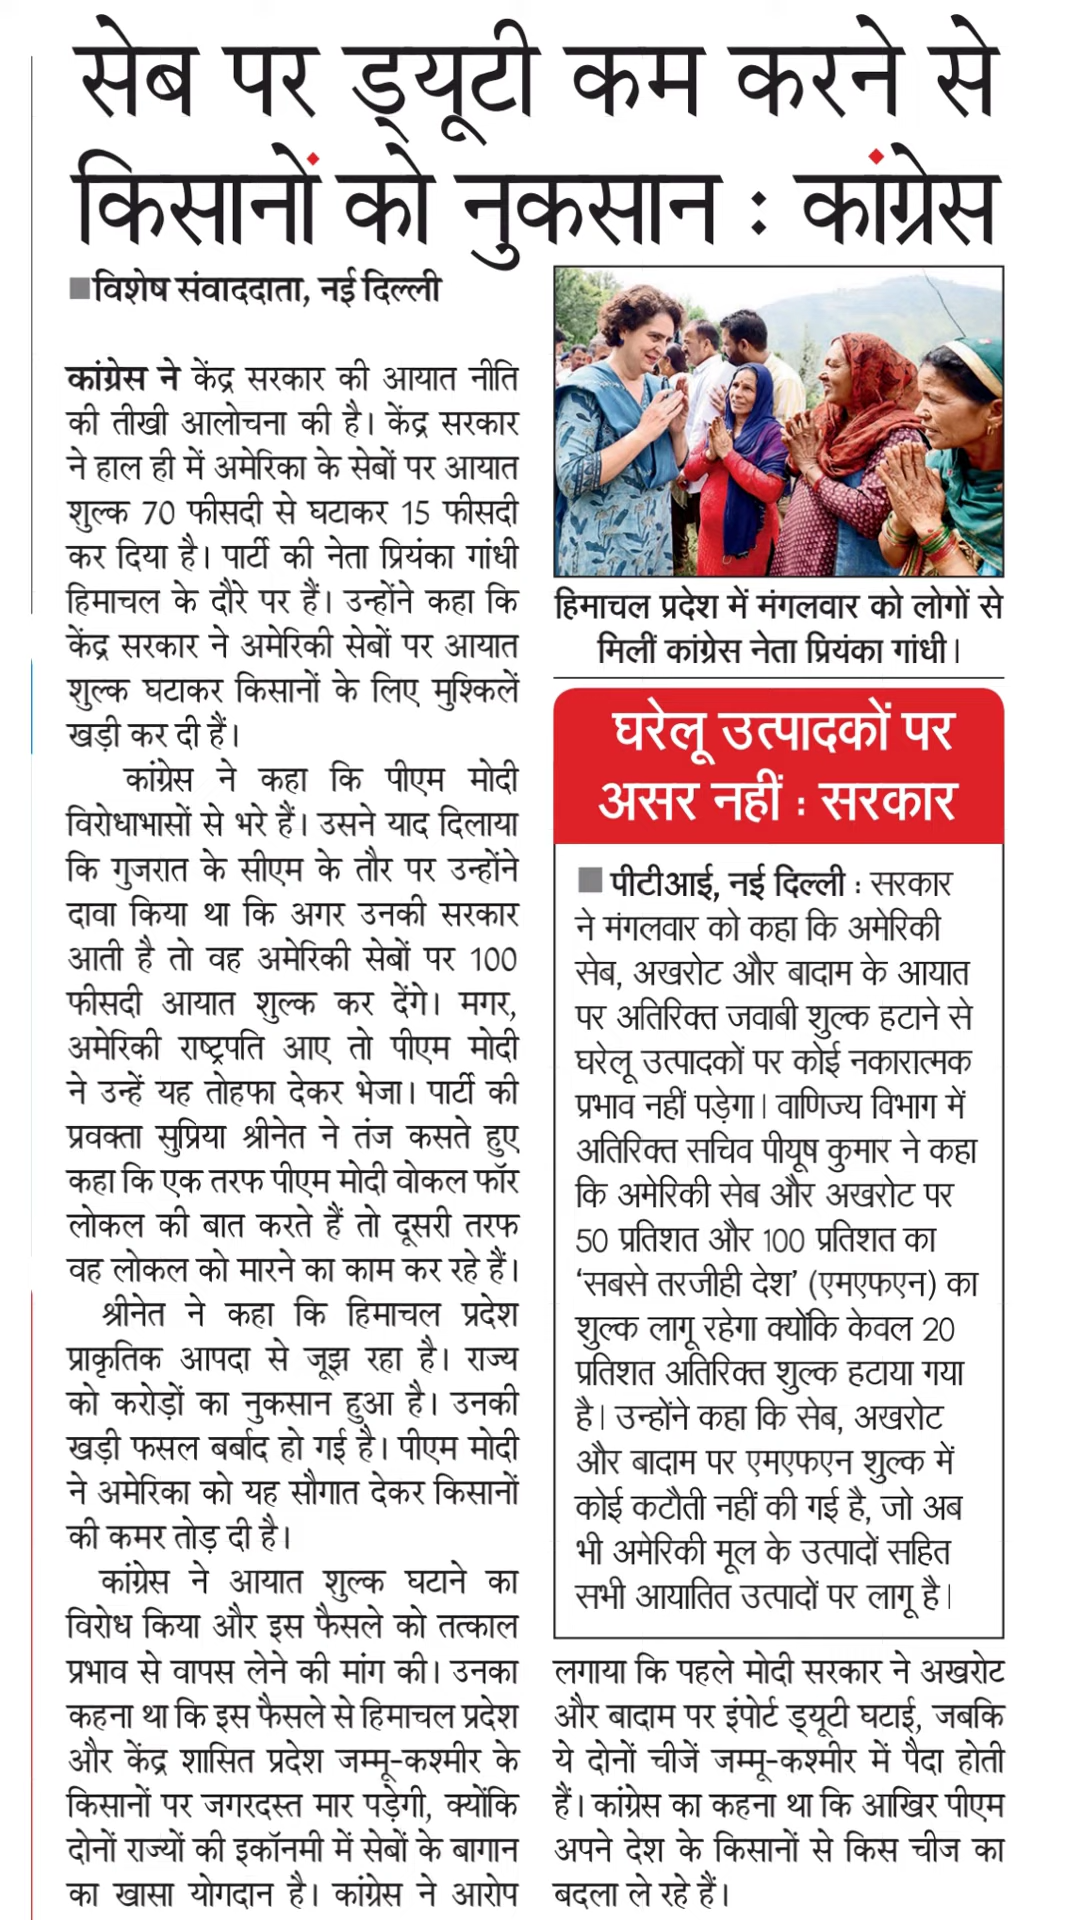 सेब पर ड्यूटी कम करने से
किसानों को नुकसान : कांग्रेस
■विशेष संवाददाता, नई दिल्ली
कांग्रेस ने केंद्र सरकार की आयात नीति
की तीखी आलोचना की है। केंद्र सरकार
ने हाल ही में अमेरिका के सेबों पर आयात
शुल्क 70 फीसदी से घटाकर 15 फीसदी
कर दिया है। पार्टी की नेता प्रियंका गांधी
हिमाचल के दौरे पर हैं। उन्होंने कहा कि
केंद्र सरकार ने अमेरिकी सेबों पर आयात
शुल्क घटाकर किसानों के लिए मुश्किलें
खड़ी कर दी हैं।
कांग्रेस ने कहा कि पीएम मोदी
विरोधाभासों से भरे हैं। उसने याद दिलाया
कि गुजरात के सीएम के तौर पर उन्होंने
दावा किया था कि अगर उनकी सरकार
आती है तो वह अमेरिकी सेबों पर 100
फीसदी आयात शुल्क कर देंगे। मगर,
अमेरिकी राष्ट्रपति आए तो पीएम मोदी
ने उन्हें यह तोहफा देकर भेजा। पार्टी की
प्रवक्ता सुप्रिया श्रीनेत ने तंज कसते हुए
कहा कि एक तरफ पीएम मोदी वोकल फॉर
लोकल की बात करते हैं तो दूसरी तरफ
वह लोकल को मारने का काम कर रहे हैं।
श्रीनेत ने कहा कि हिमाचल प्रदेश
प्राकृतिक आपदा से जूझ रहा है। राज्य
को करोड़ों का नुकसान हुआ है। उनकी
खड़ी फसल बर्बाद हो गई है। पीएम मोदी
ने अमेरिका को यह सौगात देकर किसानों
की कमर तोड़ दी है।
कांग्रेस ने आयात शुल्क घटाने का
विरोध किया और इस फैसले को तत्काल
प्रभाव से वापस लेने की मांग की। उनका
कहना था कि इस फैसले से हिमाचल प्रदेश
और केंद्र शासित प्रदेश जम्मू-कश्मीर के
किसानों पर जगरदस्त मार पड़ेगी, क्योंकि
दोनों राज्यों की इकॉनमी में सेबों के बागान
का खासा योगदान है। कांग्रेस ने आरोप
हिमाचल प्रदेश में मंगलवार को लोगों से
मिलीं कांग्रेस नेता प्रियंका गांधी।
घरेलू उत्पादकों पर
असर नहीं : सरकार
■ पीटीआई, नई दिल्ली : सरकार
ने मंगलवार को कहा कि अमेरिकी
सेब, अखरोट और बादाम के आयात
पर अतिरिक्त जवाबी शुल्क हटाने से
घरेलू उत्पादकों पर कोई नकारात्मक
प्रभाव नहीं पड़ेगा। वाणिज्य विभाग में
अतिरिक्त सचिव पीयूष कुमार ने कहा
कि अमेरिकी सेब और अखरोट पर
50 प्रतिशत और 100 प्रतिशत का
‘सबसे तरजीही देश’ (एमएफएन) का
शुल्क लागू रहेगा क्योंकि केवल 20
प्रतिशत अतिरिक्त शुल्क हटाया गया
है। उन्होंने कहा कि सेब, अखरोट
और बादाम पर एमएफएन शुल्क में
कोई कटौती नहीं की गई है, जो अब
भी अमेरिकी मूल के उत्पादों सहित
सभी आयातित उत्पादों पर लागू है।
लगाया कि पहले मोदी सरकार ने अखरोट
और बादाम पर इंपोर्ट ड्यूटी घटाई, जबकि
ये दोनों चीजें जम्मू-कश्मीर में पैदा होती
हैं। कांग्रेस का कहना था कि आखिर पीएम
अपने देश के किसानों से किस चीज का
बदला ले रहे हैं।